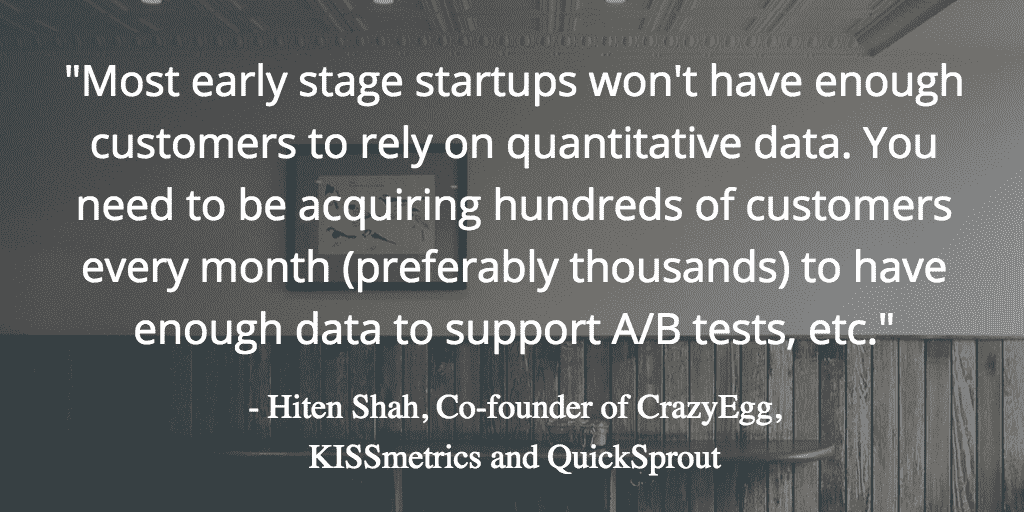 "Most early stage startups won't have enough
customers to rely on quantitative data. You
need to be acquiring hundreds of customers
every month (preferably thousands) to have
enough data to support A/B tests, etc."
- Hiten Shah, Co-founder of CrazyEgg,
KISSmetrics and QuickSprout